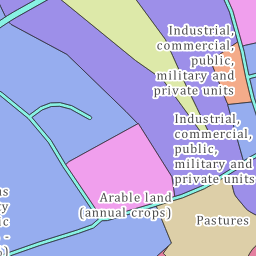 Industrial,
commercial,
public,
military and
private units
Industrial,
commercial,
public,
military and
private units
Arable land
(annual crops)
Pastures